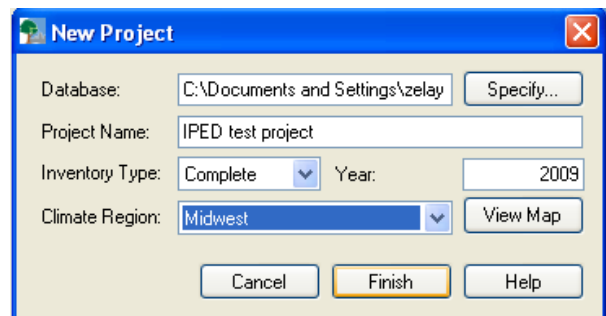 New Project
Database: C:\Documents and Settings\zelay Specify...
Project Name: IPED test project
Inventory Type: Complete Year: 2009
Climate Region: Midwest View Map
Cancel Finish Help